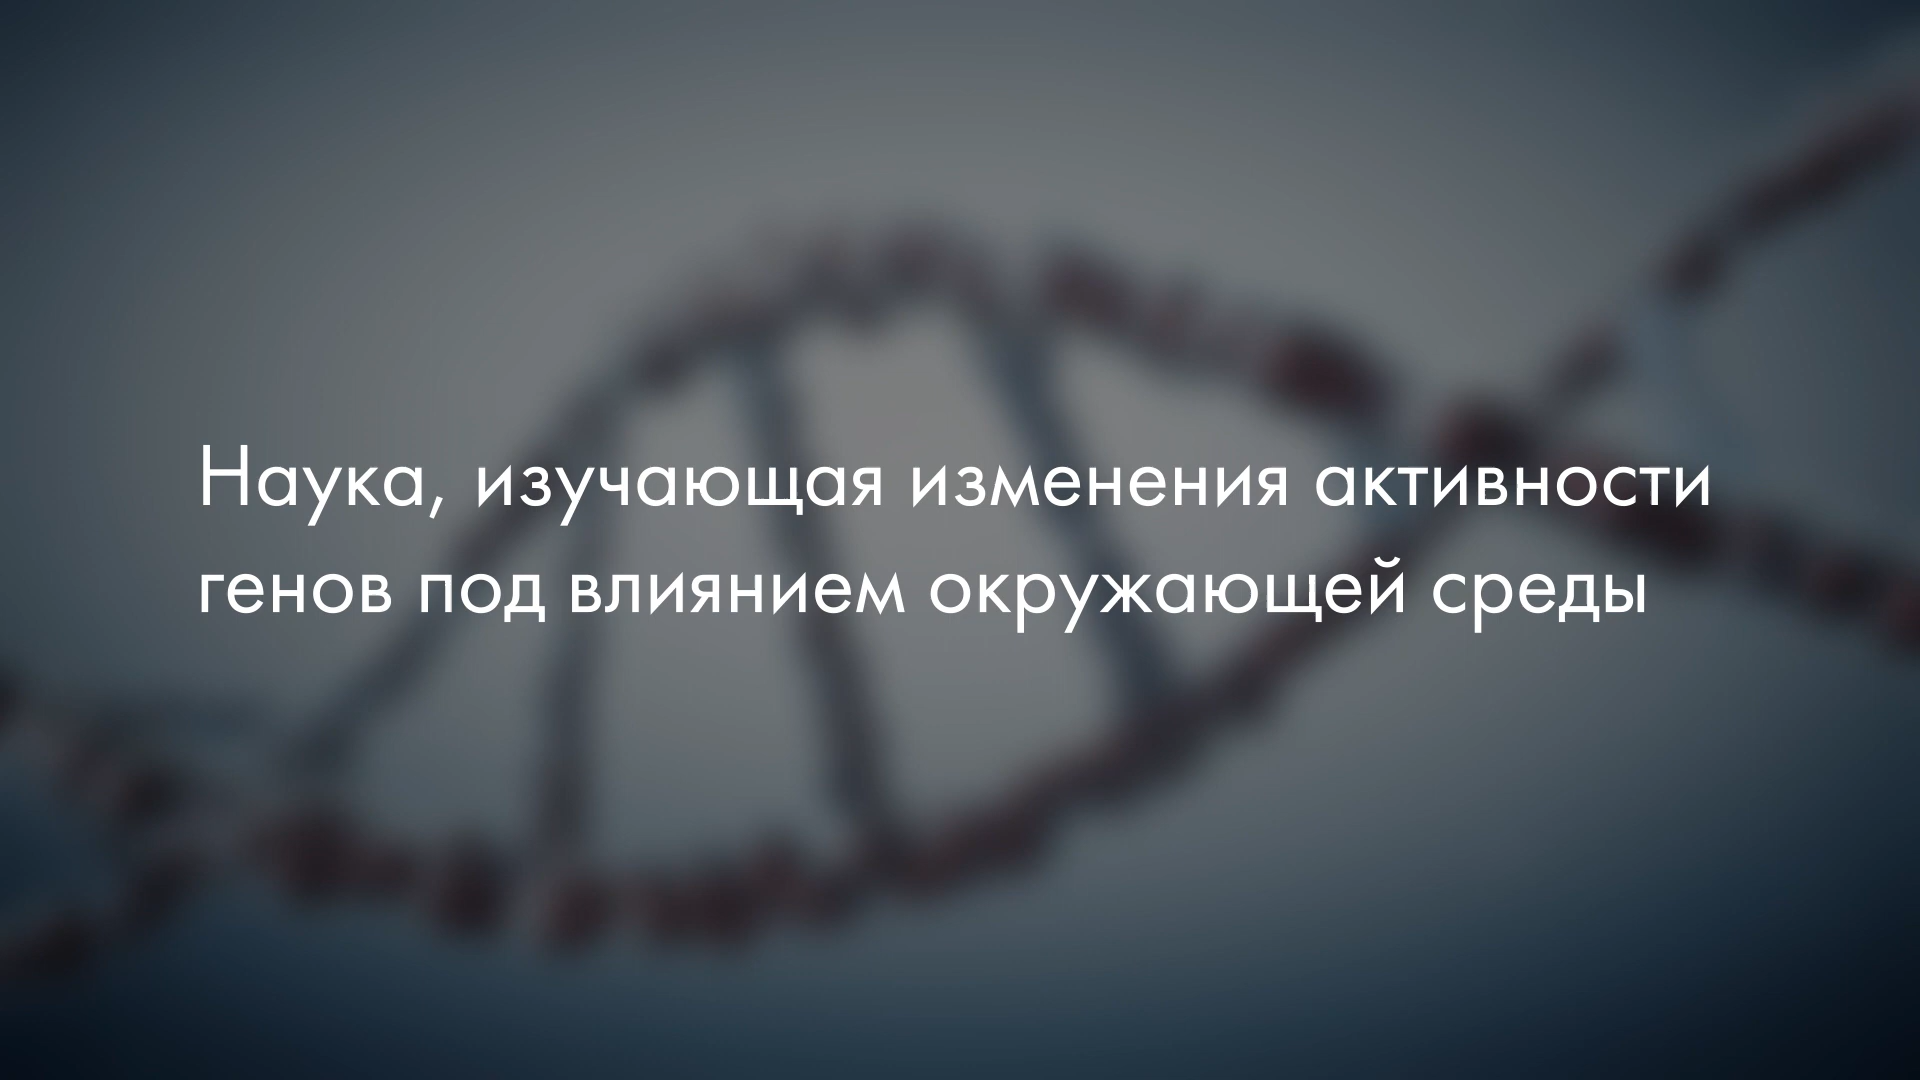 Наука, изучающая изменения активности
генов под влиянием окружающей среды